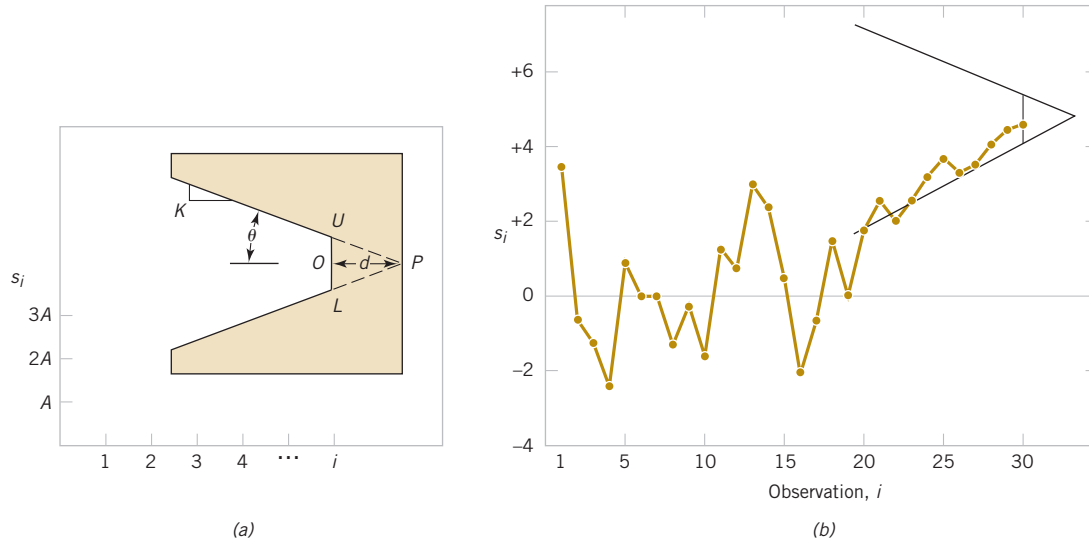 K
U
θ
O
d
P
L
s_i
3A
2A
A
1 2 3 4 ... i
(a)
+6
+4
+2
s_i
0
−2
−4
1 5 10 15 20 25 30
Observation, i
(b)